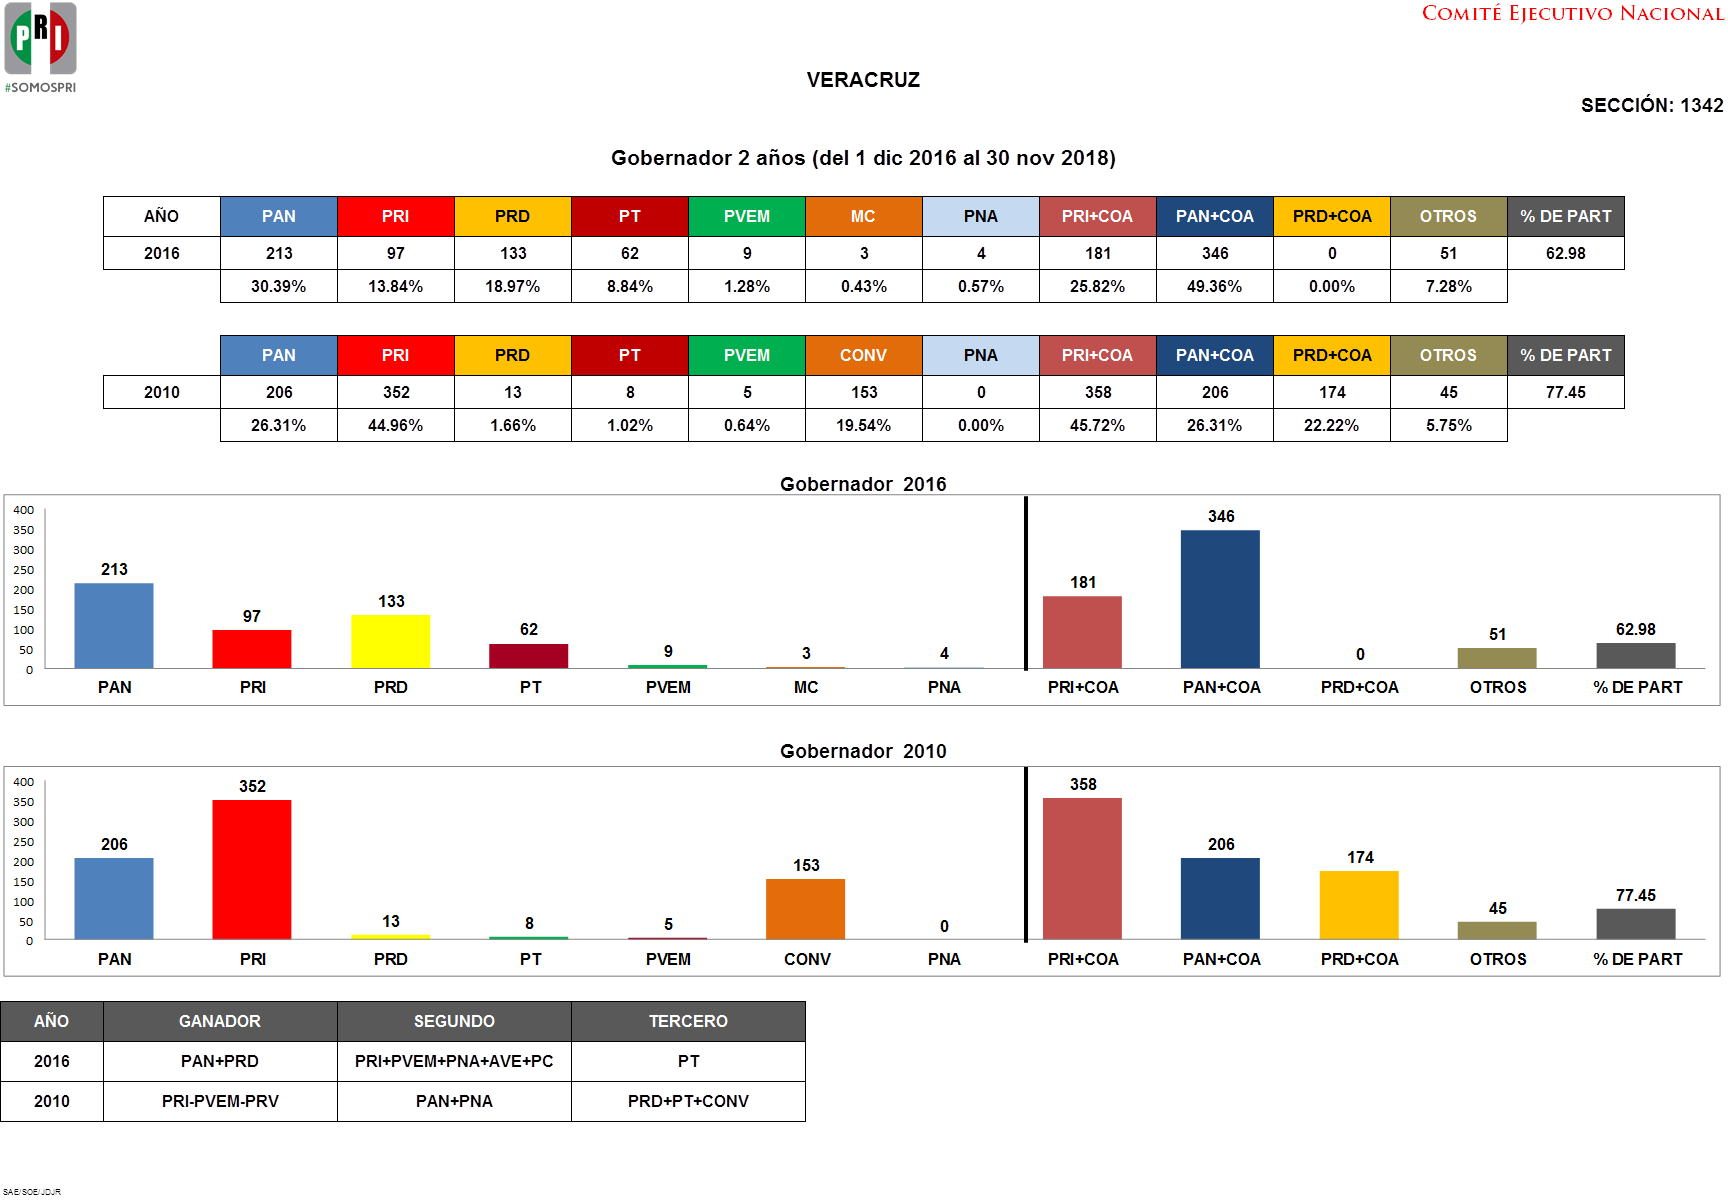 PRI
#SOMOSPRI
COMITÉ EJECUTIVO NACIONAL
VERACRUZ
SECCIÓN: 1342
Gobernador 2 años (del 1 dic 2016 al 30 nov 2018)
AÑO PAN PRI PRD PT PVEM MC PNA PRI+COA PAN+COA PRD+COA OTROS % DE PART
2016 213 97 133 62 9 3 4 181 346 0 51 62.98
30.39% 13.84% 18.97% 8.84% 1.28% 0.43% 0.57% 25.82% 49.36% 0.00% 7.28%
PAN PRI PRD PT PVEM CONV PNA PRI+COA PAN+COA PRD+COA OTROS % DE PART
2010 206 352 13 8 5 153 0 358 206 174 45 77.45
26.31% 44.96% 1.66% 1.02% 0.64% 19.54% 0.00% 45.72% 26.31% 22.22% 5.75%
Gobernador 2016
400
350
300
250
200
150
100
50
0
213 97 133 62 9 3 4 181 346 0 51 62.98
PAN PRI PRD PT PVEM MC PNA PRI+COA PAN+COA PRD+COA OTROS % DE PART
Gobernador 2010
400
350
300
250
200
150
100
50
0
206 352 13 8 5 153 0 358 206 174 45 77.45
PAN PRI PRD PT PVEM CONV PNA PRI+COA PAN+COA PRD+COA OTROS % DE PART
AÑO GANADOR SEGUNDO TERCERO
2016 PAN+PRD PRI+PVEM+PNA+AVE+PC PT
2010 PRI-PVEM-PRV PAN+PNA PRD+PT+CONV
SAE/SOE/JDJR